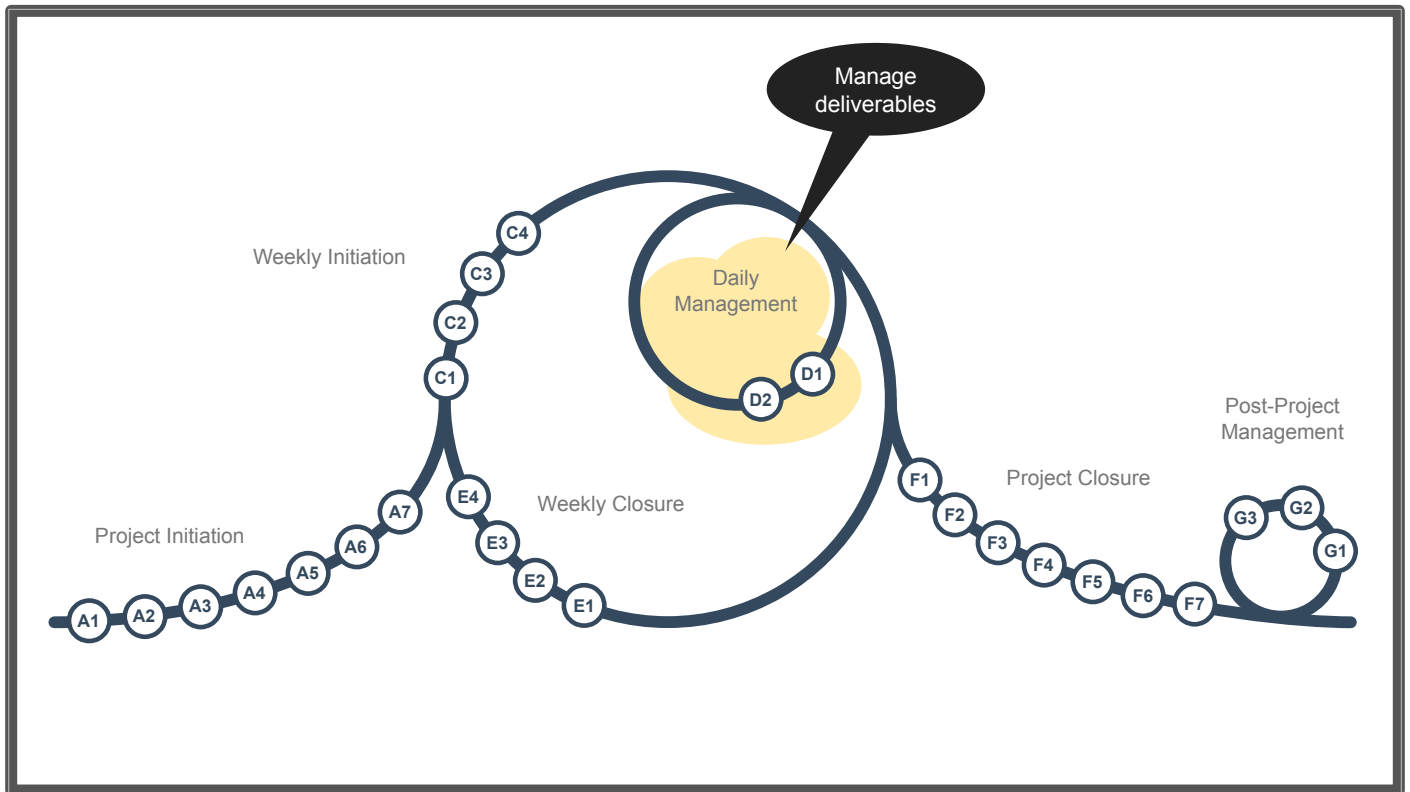 Manage
deliverables
Weekly Initiation
C4
C3
C2
C1
Daily
Management
D1
D2
Post-Project
Management
Project Initiation
A1
A2
A3
A4
A5
A6
A7
Weekly Closure
E4
E3
E2
E1
Project Closure
F1
F2
F3
F4
F5
F6
F7
G3
G2
G1